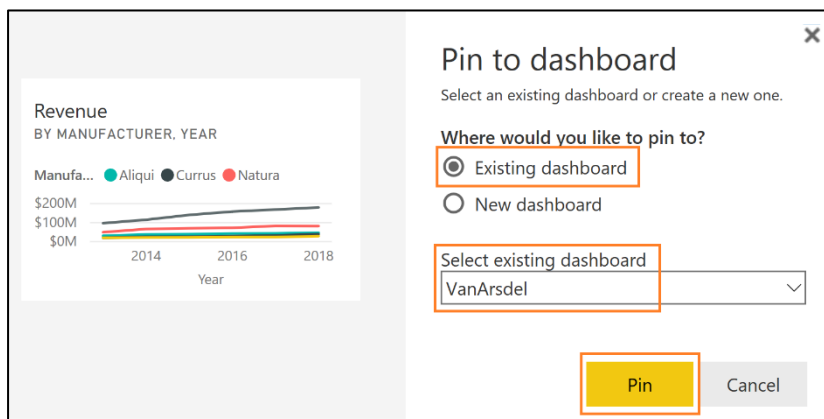 Revenue
BY MANUFACTURER, YEAR
Manufa... Aliqui Currus Natura
$200M
$100M
$0M
2014 2016 2018
Year
Pin to dashboard
Select an existing dashboard or create a new one.
Where would you like to pin to?
Existing dashboard
New dashboard
Select existing dashboard
VanArsdel
Pin Cancel